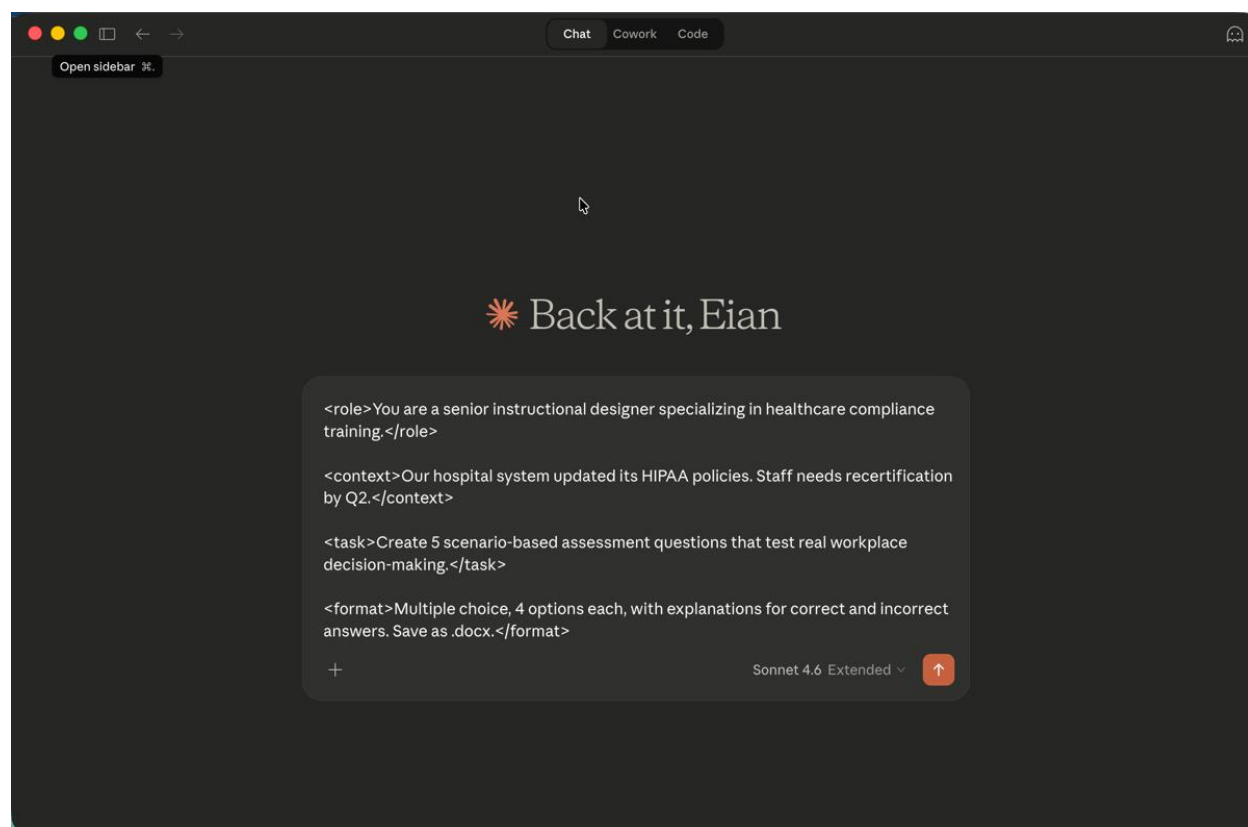 Chat Cowork Code
Open sidebar ⌘.
Back at it, Eian
<role>You are a senior instructional designer specializing in healthcare compliance
training.</role>
<context>Our hospital system updated its HIPAA policies. Staff needs recertification
by Q2.</context>
<task>Create 5 scenario-based assessment questions that test real workplace
decision-making.</task>
<format>Multiple choice, 4 options each, with explanations for correct and incorrect
answers. Save as .docx.</format>
Sonnet 4.6 Extended